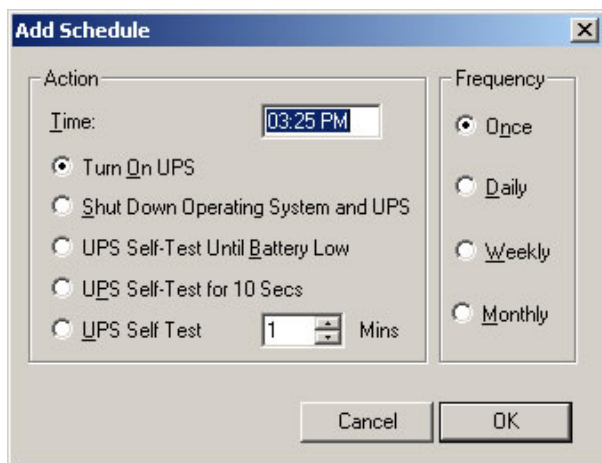 Add Schedule
Action
Time: 03:25 PM
Turn On UPS
Shut Down Operating System and UPS
UPS Self-Test Until Battery Low
UPS Self-Test for 10 Secs
UPS Self Test 1 Mins
Frequency
Once
Daily
Weekly
Monthly
Cancel OK